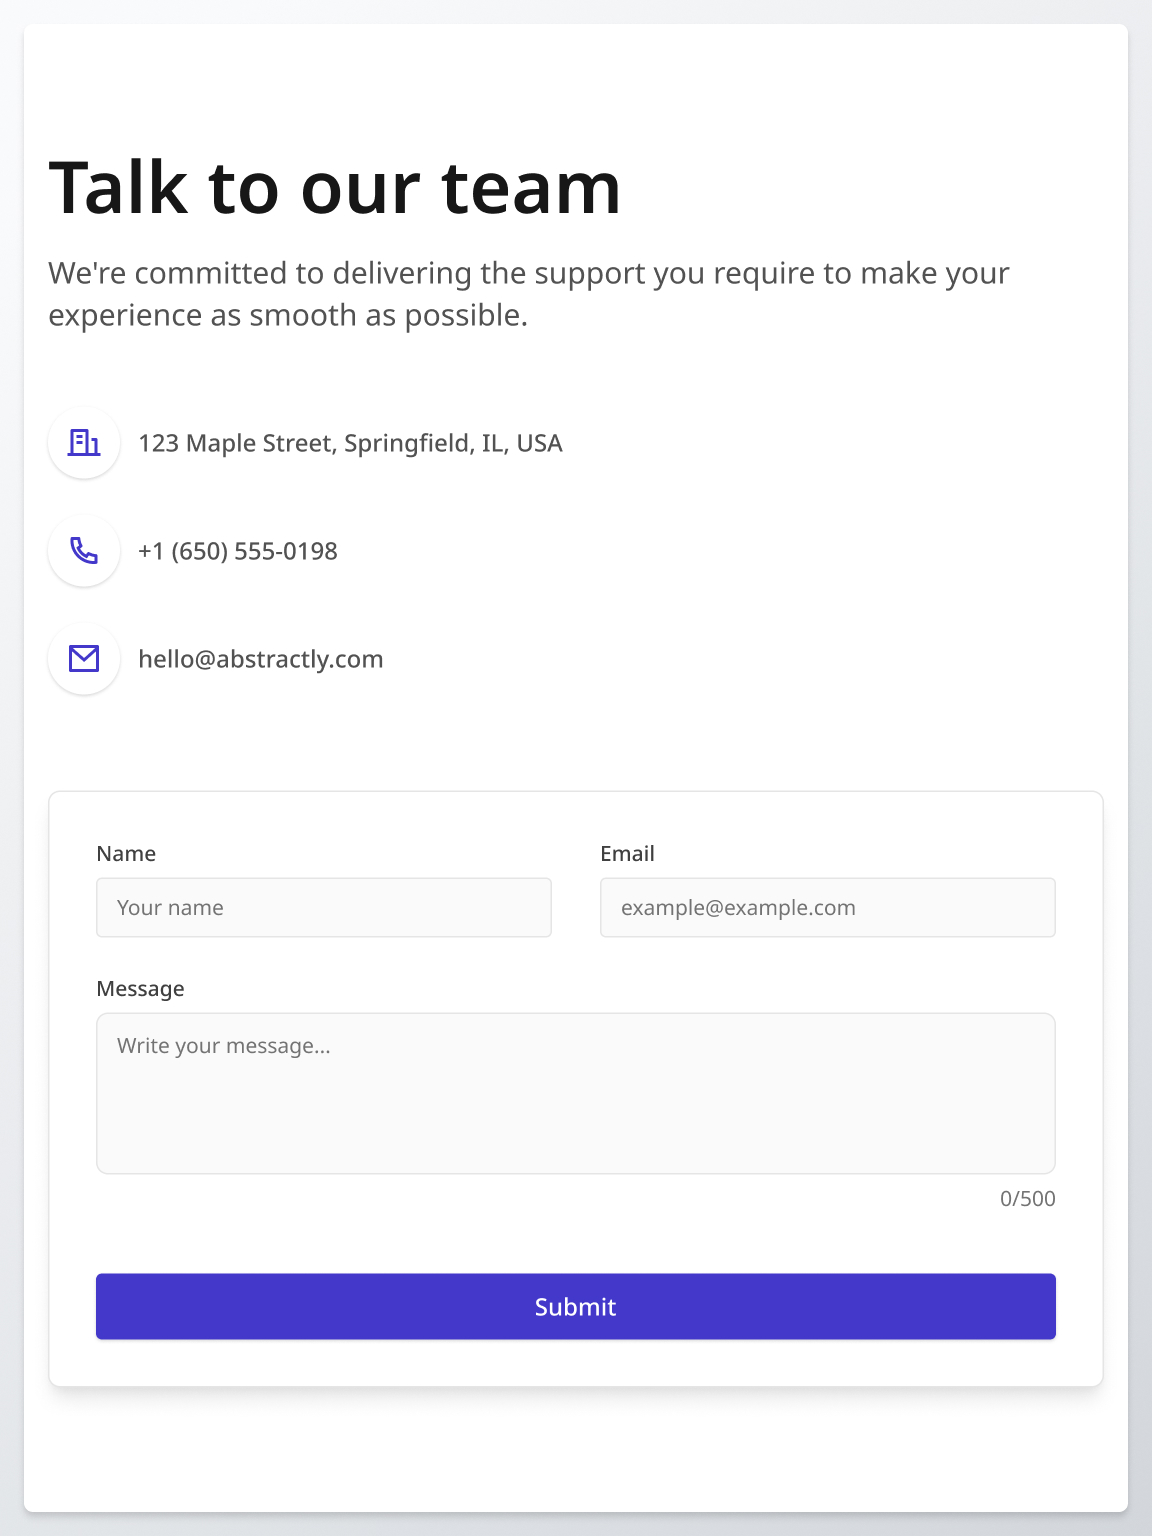 Talk to our team
We're committed to delivering the support you require to make your
experience as smooth as possible.
123 Maple Street, Springfield, IL, USA
+1 (650) 555-0198
hello@abstractly.com
Name
Email
Your name
example@example.com
Message
Write your message...
0/500
Submit